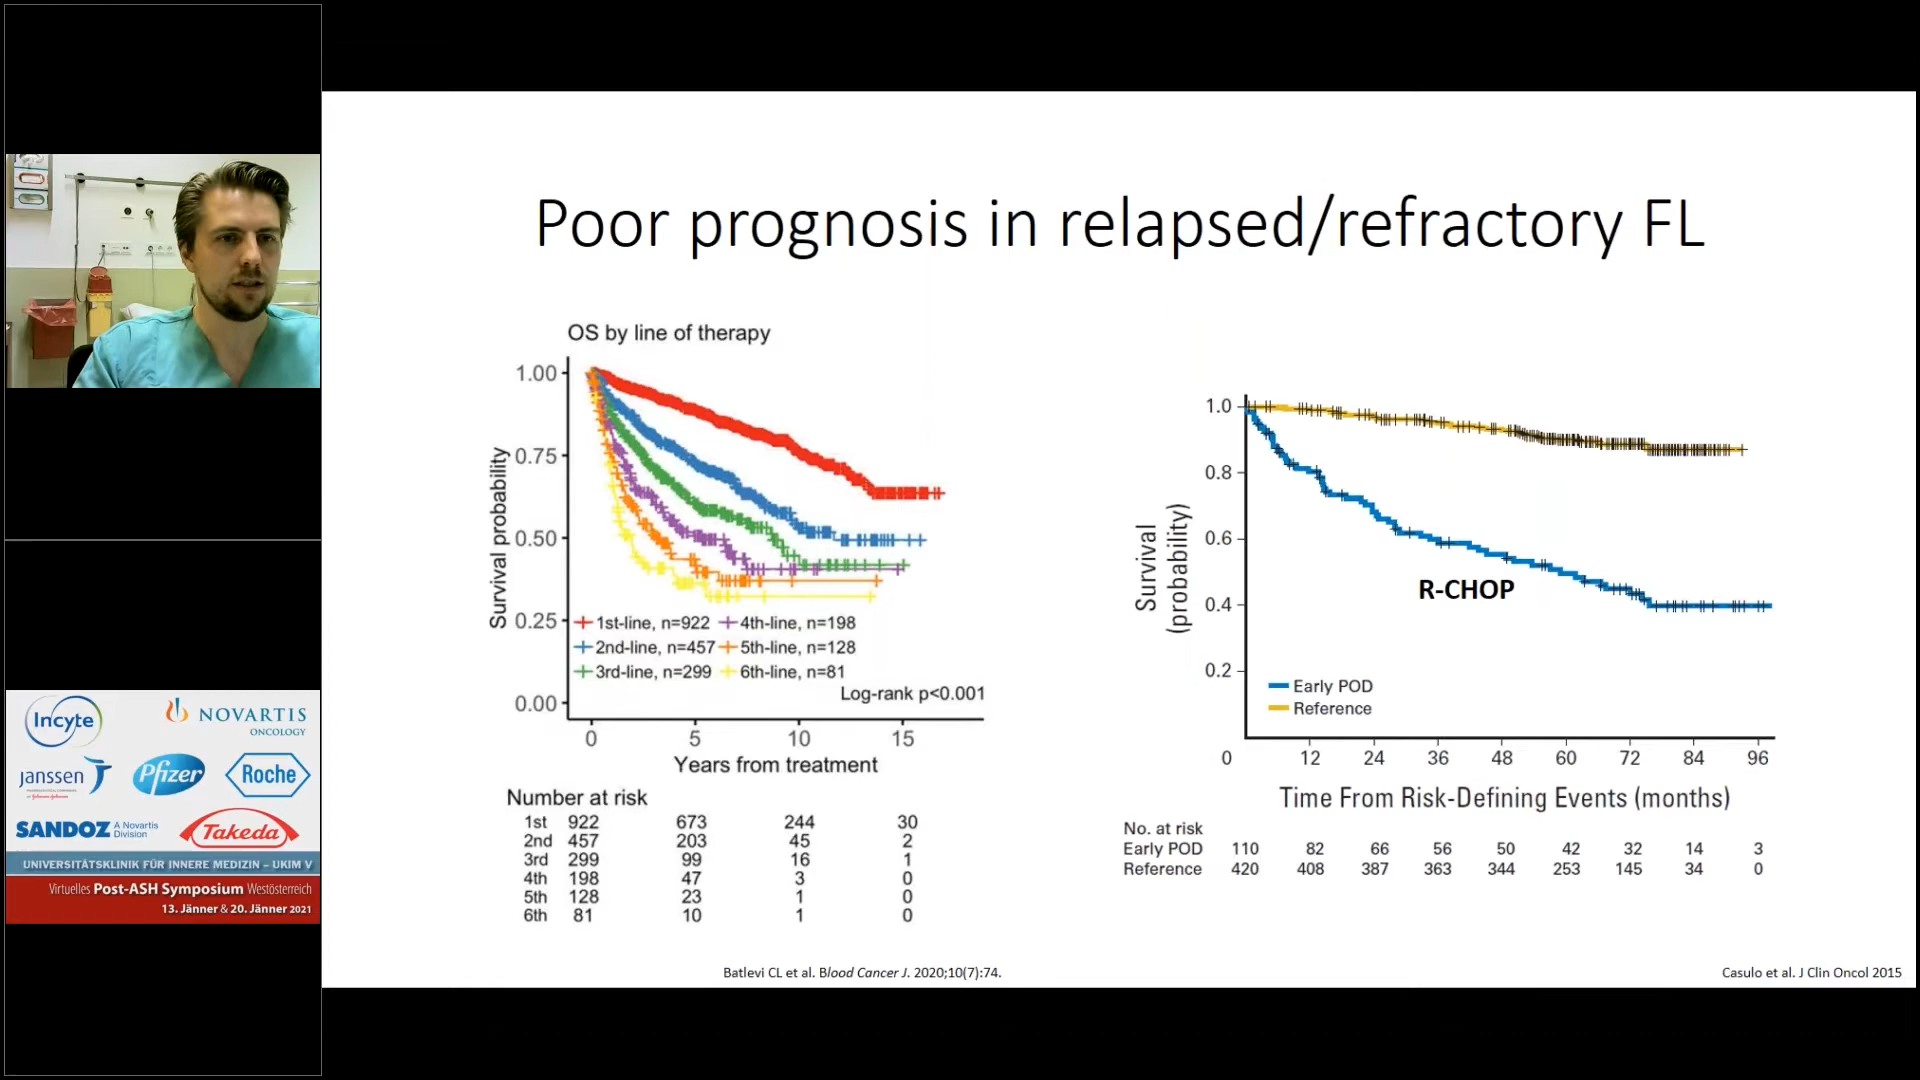 Poor prognosis in relapsed/refractory FL
OS by line of therapy
Survival probability
1.00
0.75
0.50
0.25
0.00
1st-line, n=922
4th-line, n=198
2nd-line, n=457
5th-line, n=128
3rd-line, n=299
6th-line, n=81
Log-rank p<0.001
0 5 10 15
Years from treatment
Number at risk
1st 922 673 244 30
2nd 457 203 45 2
3rd 299 99 16 1
4th 198 47 3 0
5th 128 23 1 0
6th 81 10 1 0
Batlevi CL et al. Blood Cancer J. 2020;10(7):74.
Survival
(probability)
1.0
0.8
0.6
0.4
0.2
R-CHOP
Early POD
Reference
0 12 24 36 48 60 72 84 96
Time From Risk-Defining Events (months)
No. at risk
Early POD 110 82 66 56 50 42 32 14 3
Reference 420 408 387 363 344 253 145 34 0
Casulo et al. J Clin Oncol 2015
Incyte
NOVARTIS
ONCOLOGY
janssen
Pfizer
Roche
SANDOZ
A Novartis
Division
Takeda
UNIVERSITÄTSKLINIK FÜR INNERE MEDIZIN – UKIM V
Virtuelles Post-ASH Symposium Westösterreich
13. Jänner & 20. Jänner 2021